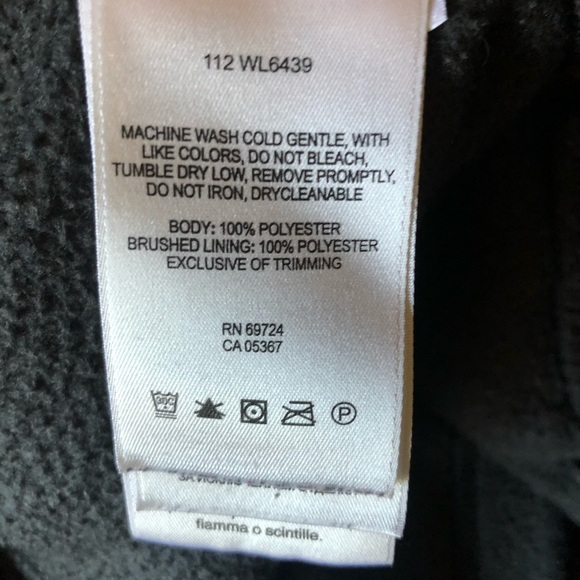 112 WL6439
MACHINE WASH COLD GENTLE, WITH
LIKE COLORS, DO NOT BLEACH,
TUMBLE DRY LOW, REMOVE PROMPTLY,
DO NOT IRON, DRYCLEANABLE
BODY: 100% POLYESTER
BRUSHED LINING: 100% POLYESTER
EXCLUSIVE OF TRIMMING
RN 69724
CA 05367
30C
P
fiamma o scintille.